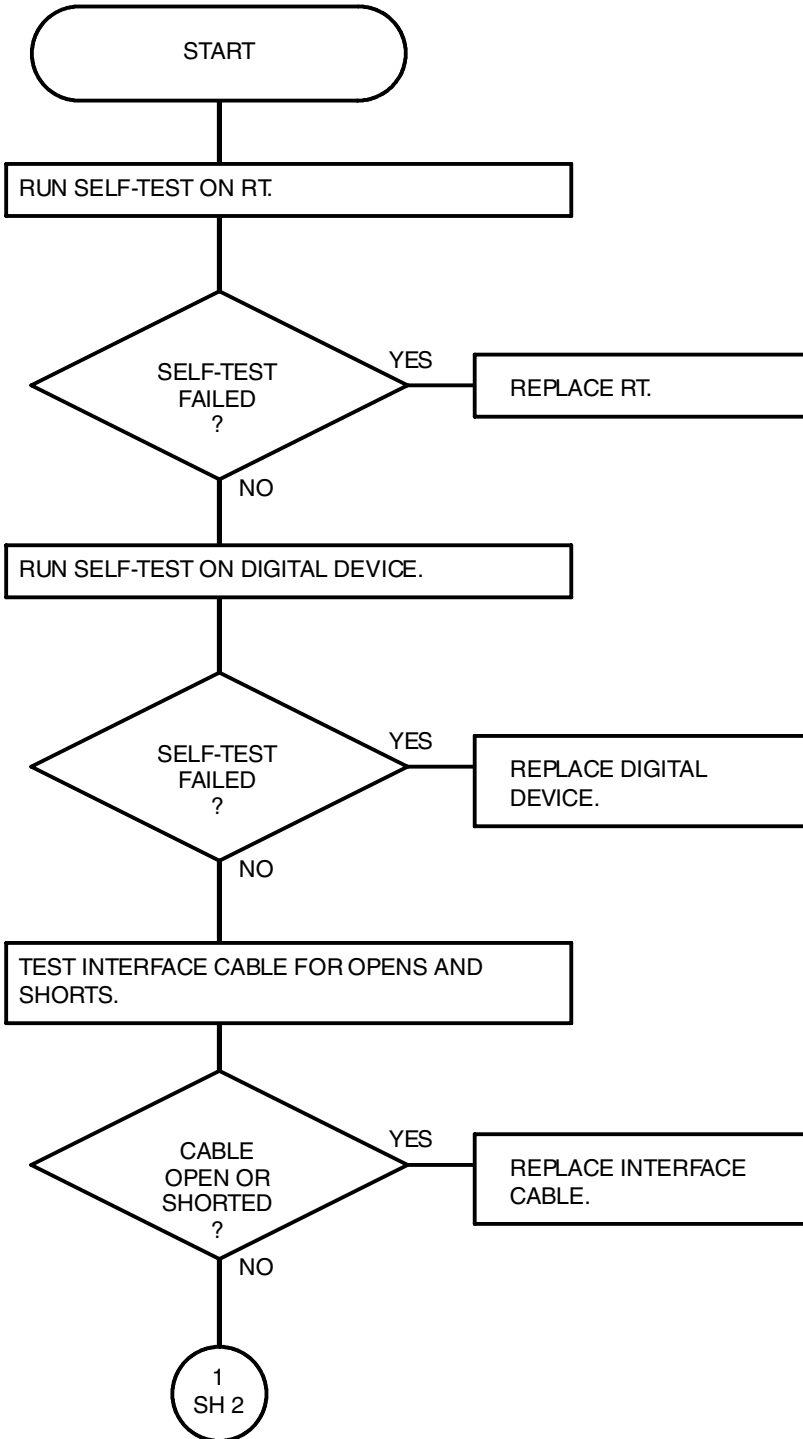 START
RUN SELF-TEST ON RT.
SELF-TEST
FAILED
?
YES
REPLACE RT.
NO
RUN SELF-TEST ON DIGITAL DEVICE.
SELF-TEST
FAILED
?
YES
REPLACE DIGITAL
DEVICE.
NO
TEST INTERFACE CABLE FOR OPENS AND
SHORTS.
CABLE
OPEN OR
SHORTED
?
YES
REPLACE INTERFACE
CABLE.
NO
1
SH 2